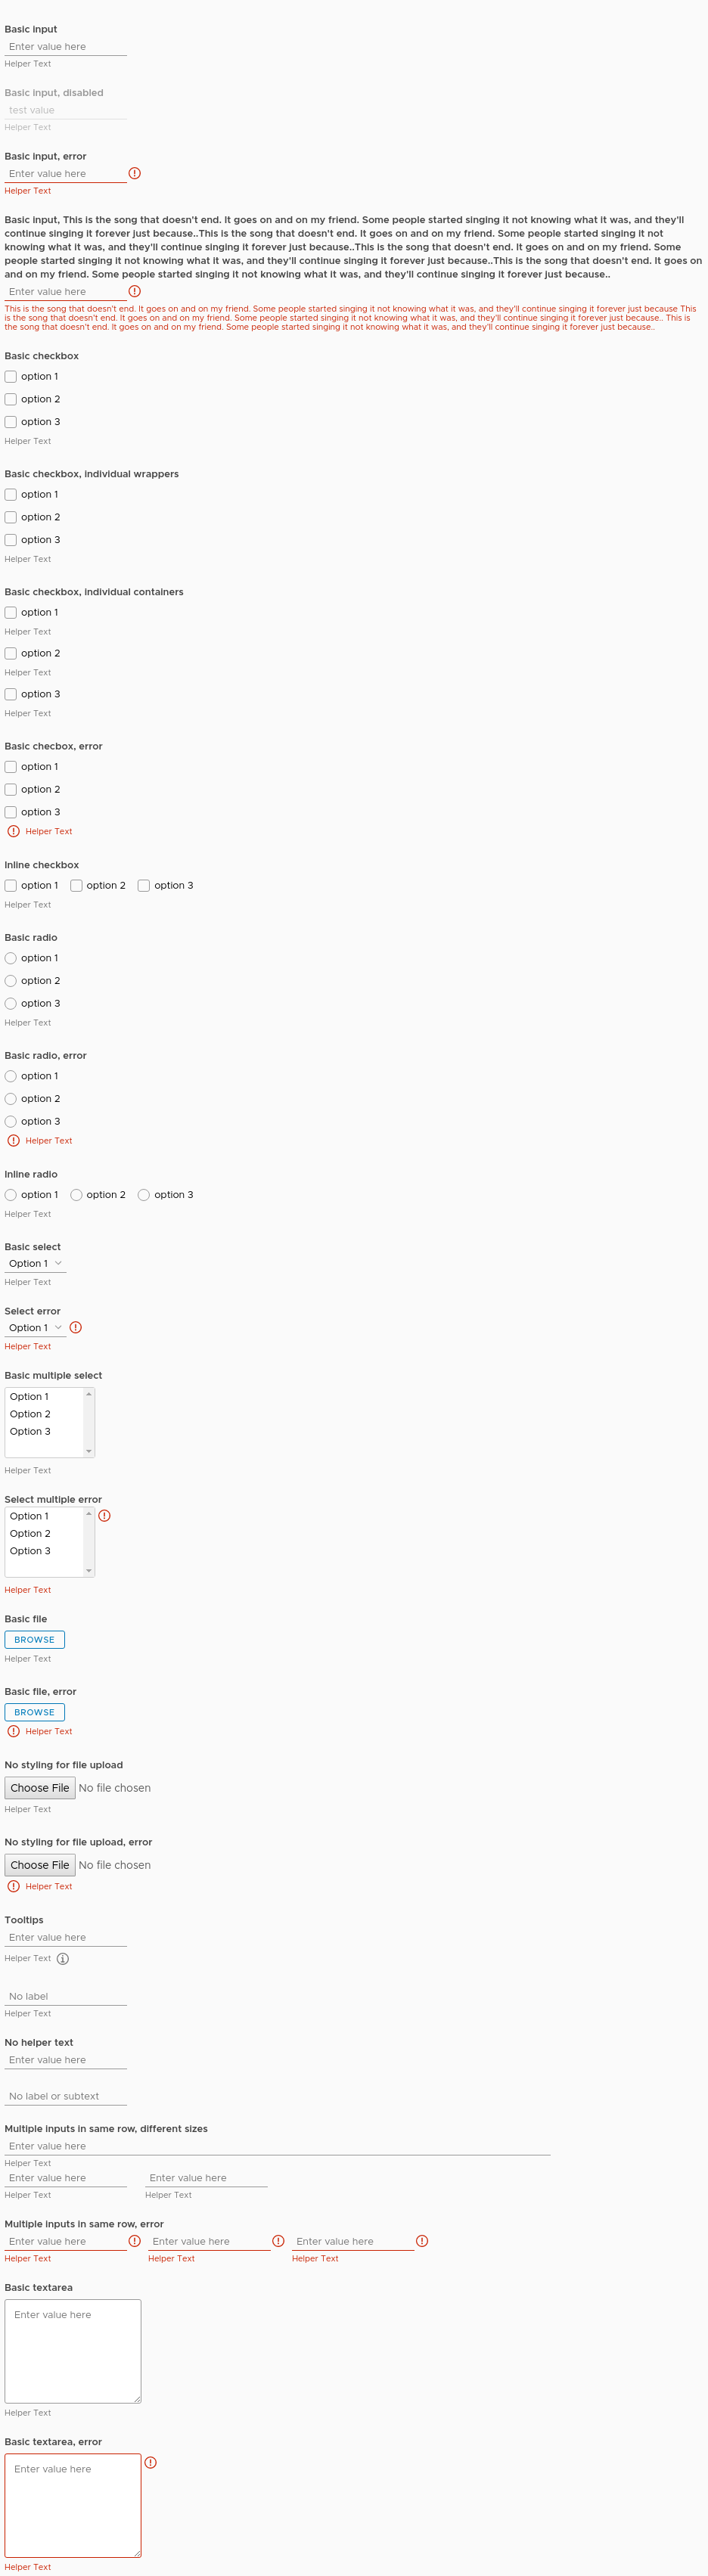 Basic input
Enter value here
Helper Text
Basic input, disabled
test value
Helper Text
Basic input, error
Enter value here
Helper Text
Basic input, This is the song that doesn't end. It goes on and on my friend. Some people started singing it not knowing what it was, and they'll
continue singing it forever just because..This is the song that doesn't end. It goes on and on my friend. Some people started singing it not
knowing what it was, and they'll continue singing it forever just because..This is the song that doesn't end. It goes on and on my friend. Some
people started singing it not knowing what it was, and they'll continue singing it forever just because..This is the song that doesn't end. It goes on
and on my friend. Some people started singing it not knowing what it was, and they'll continue singing it forever just because..
Enter value here
This is the song that doesn't end. It goes on and on my friend. Some people started singing it not knowing what it was, and they'll continue singing it forever just because This
is the song that doesn't end. It goes on and on my friend. Some people started singing it not knowing what it was, and they'll continue singing it forever just because.. This is
the song that doesn't end. It goes on and on my friend. Some people started singing it not knowing what it was, and they'll continue singing it forever just because..
Basic checkbox
option 1
option 2
option 3
Helper Text
Basic checkbox, individual wrappers
option 1
option 2
option 3
Helper Text
Basic checkbox, individual containers
option 1
Helper Text
option 2
Helper Text
option 3
Helper Text
Basic checbox, error
option 1
option 2
option 3
Helper Text
Inline checkbox
option 1 option 2 option 3
Helper Text
Basic radio
option 1
option 2
option 3
Helper Text
Basic radio, error
option 1
option 2
option 3
Helper Text
Inline radio
option 1 option 2 option 3
Helper Text
Basic select
Option 1
Helper Text
Select error
Option 1
Helper Text
Basic multiple select
Option 1
Option 2
Option 3
Helper Text
Select multiple error
Option 1
Option 2
Option 3
Helper Text
Basic file
BROWSE
Helper Text
Basic file, error
BROWSE
Helper Text
No styling for file upload
Choose File No file chosen
Helper Text
No styling for file upload, error
Choose File No file chosen
Helper Text
Tooltips
Enter value here
Helper Text
No label
Helper Text
No helper text
Enter value here
No label or subtext
Multiple inputs in same row, different sizes
Enter value here
Helper Text
Enter value here Enter value here
Helper Text Helper Text
Multiple inputs in same row, error
Enter value here Enter value here Enter value here
Helper Text Helper Text Helper Text
Basic textarea
Enter value here
Helper Text
Basic textarea, error
Enter value here
Helper Text